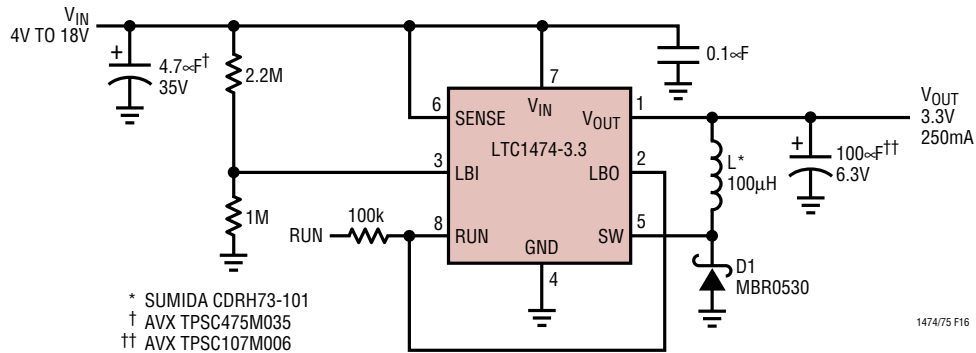 VIN
4V TO 18V
+
4.7∝F†
35V
2.2M
0.1∝F
7
6
SENSE
VIN
VOUT
1
VOUT
3.3V
250mA
LTC1474-3.3
3
LBI
LBO
2
L*
100µH
+
100∝F††
6.3V
1M
RUN
100k
8
RUN
GND
SW
5
4
D1
MBR0530
* SUMIDA CDRH73-101
† AVX TPSC475M035
†† AVX TPSC107M006
1474/75 F16